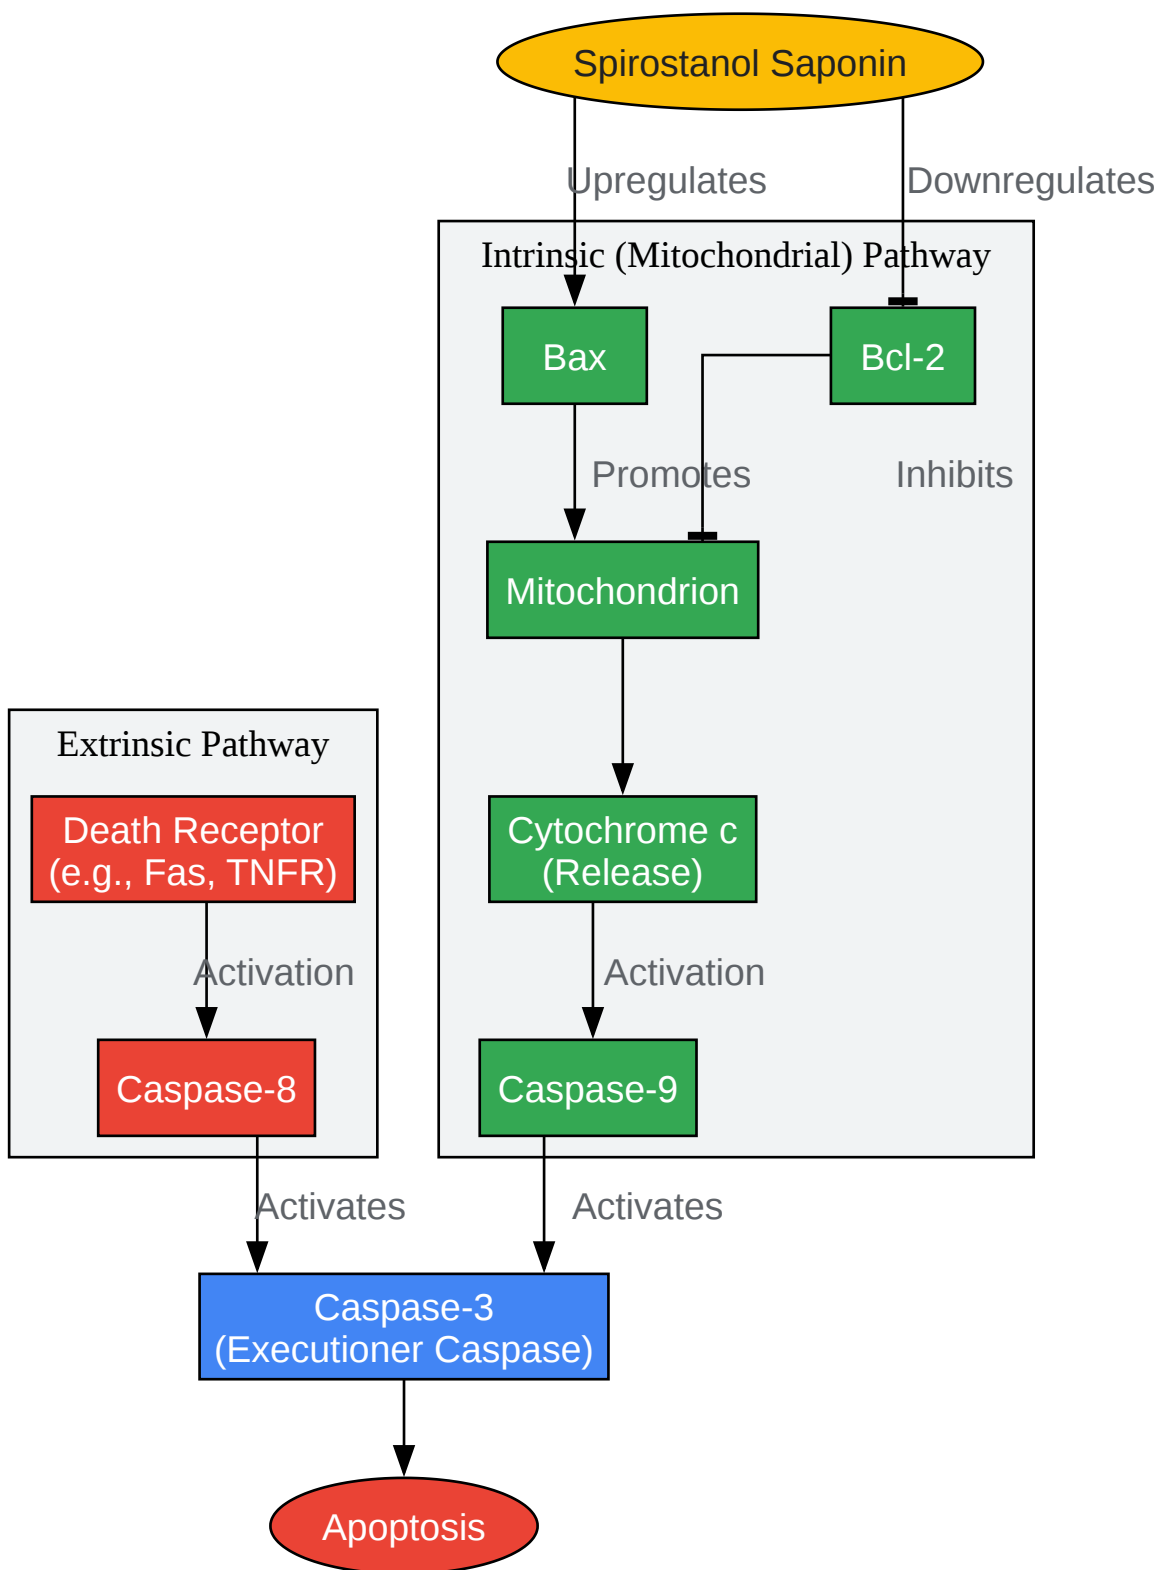 Spirostanol Saponin
Upregulates
Downregulates
Intrinsic (Mitochondrial) Pathway
Bax
Bcl-2
Promotes
Inhibits
Mitochondrion
Extrinsic Pathway
Death Receptor
(e.g., Fas, TNFR)
Cytochrome c
(Release)
Activation
Activation
Caspase-8
Caspase-9
Activates
Activates
Caspase-3
(Executioner Caspase)
Apoptosis